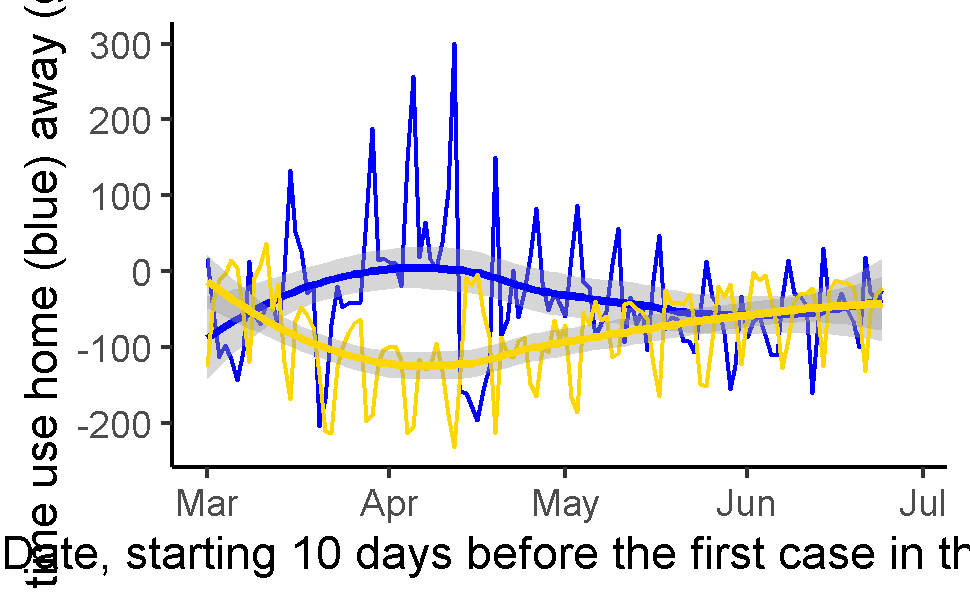 time use home (blue) away (
300
200
100
0
-100
-200
Mar Apr May Jun Jul
Date, starting 10 days before the first case in th